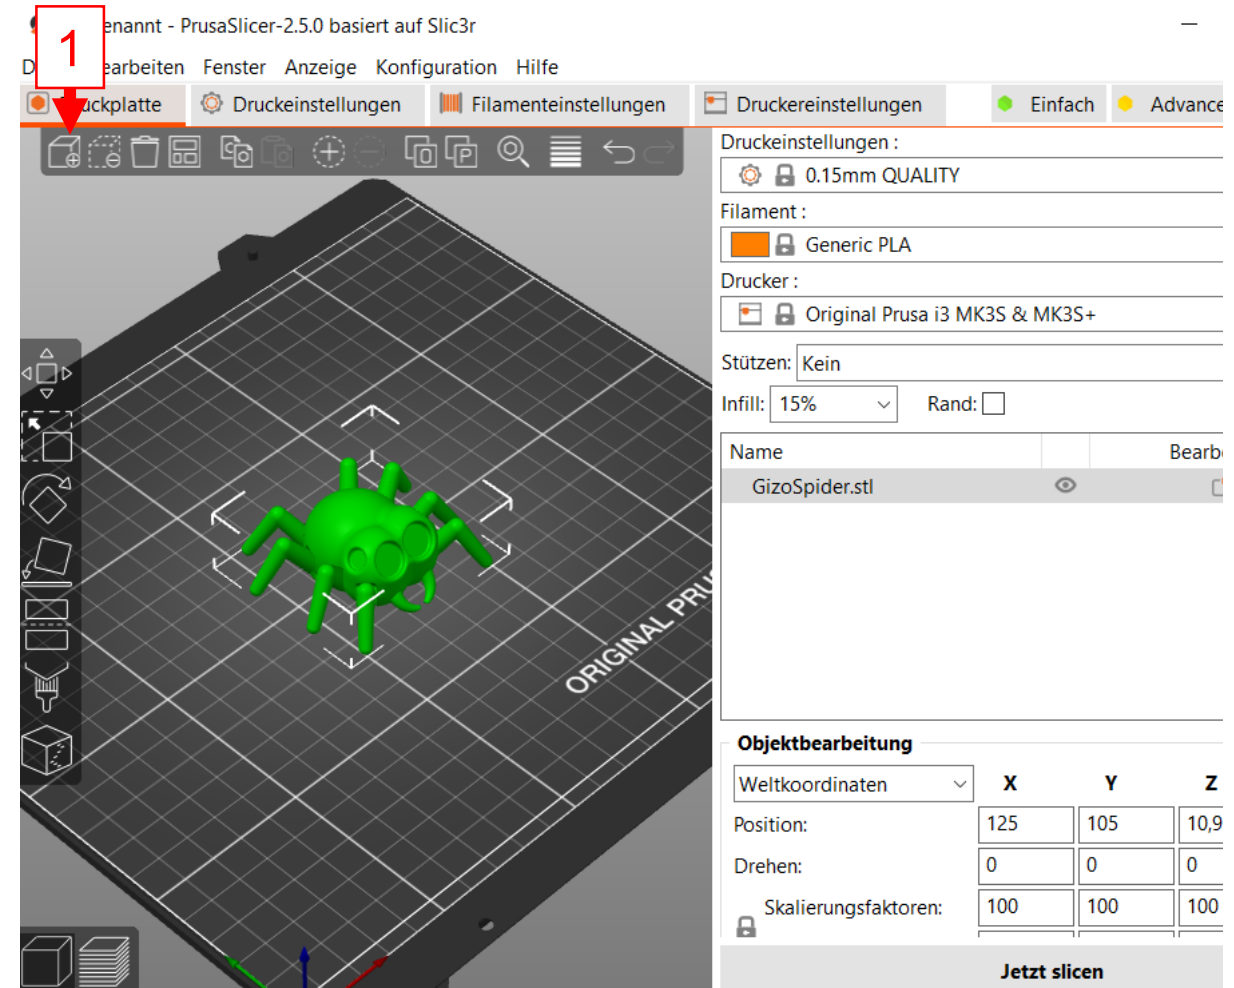 1
enannt - PrusaSlicer-2.5.0 basiert auf Slic3r
D earbeiten Fenster Anzeige Konfiguration Hilfe
uckplatte Druckeinstellungen Filamenteinstellungen Druckereinstellungen Einfach Advance
Druckeinstellungen :
0.15mm QUALITY
Filament :
Generic PLA
Drucker :
Original Prusa i3 MK3S & MK3S+
Stützen: Kein
Infill: 15% Rand:
Name Bearb
GizoSpider.stl
ORIGINAL PRUS
Objektbearbeitung
Weltkoordinaten X Y Z
Position: 125 105 10,9
Drehen: 0 0 0
Skalierungsfaktoren: 100 100 100
Jetzt slicen